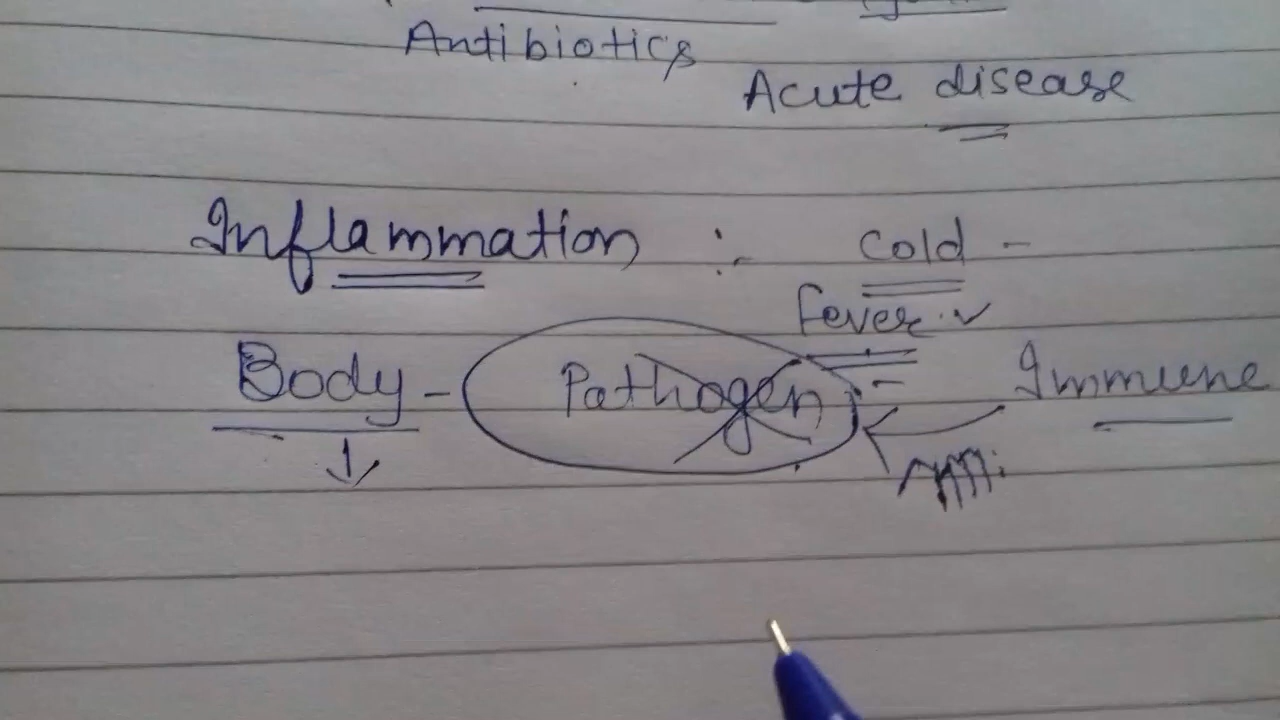 Antibiotics
Acute disease
Inflammation :- Cold -
Fever
Body - Pathogen Immune